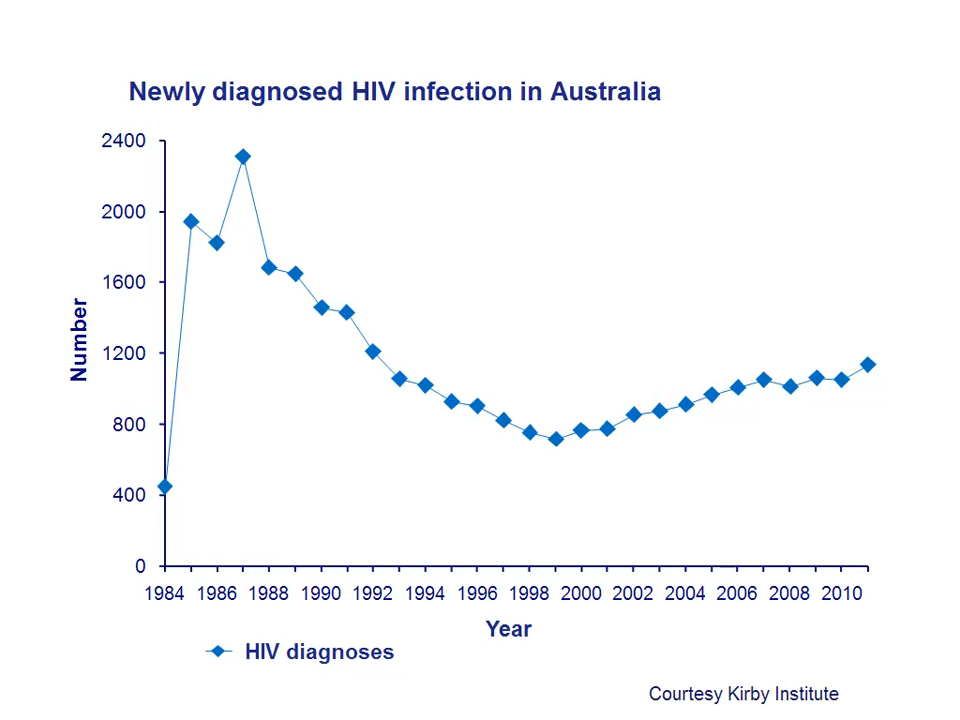 Newly diagnosed HIV infection in Australia
2400
2000
1600
1200
800
400
0
Number
1984 1986 1988 1990 1992 1994 1996 1998 2000 2002 2004 2006 2008 2010
Year
HIV diagnoses
Courtesy Kirby Institute